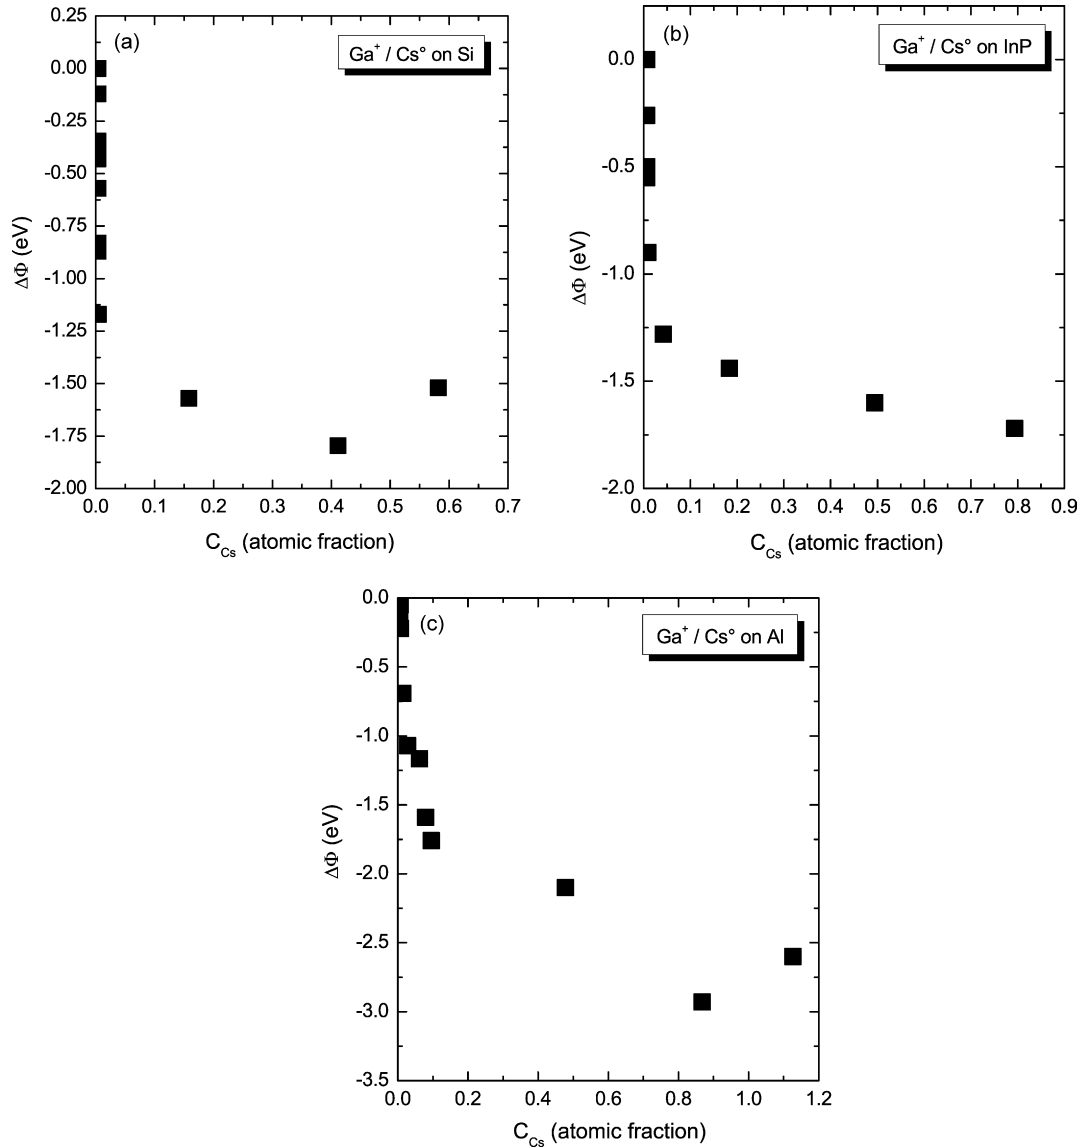 (a)
Ga⁺ / Cs° on Si
0.25
0.00
-0.25
-0.50
-0.75
-1.00
-1.25
-1.50
-1.75
-2.00
ΔΦ (eV)
0.0 0.1 0.2 0.3 0.4 0.5 0.6 0.7
C_Cs (atomic fraction)
(b)
Ga⁺ / Cs° on InP
0.0
-0.5
-1.0
-1.5
-2.0
ΔΦ (eV)
0.0 0.1 0.2 0.3 0.4 0.5 0.6 0.7 0.8 0.9
C_Cs (atomic fraction)
(c)
Ga⁺ / Cs° on Al
0.0
-0.5
-1.0
-1.5
-2.0
-2.5
-3.0
-3.5
ΔΦ (eV)
0.0 0.2 0.4 0.6 0.8 1.0 1.2
C_Cs (atomic fraction)